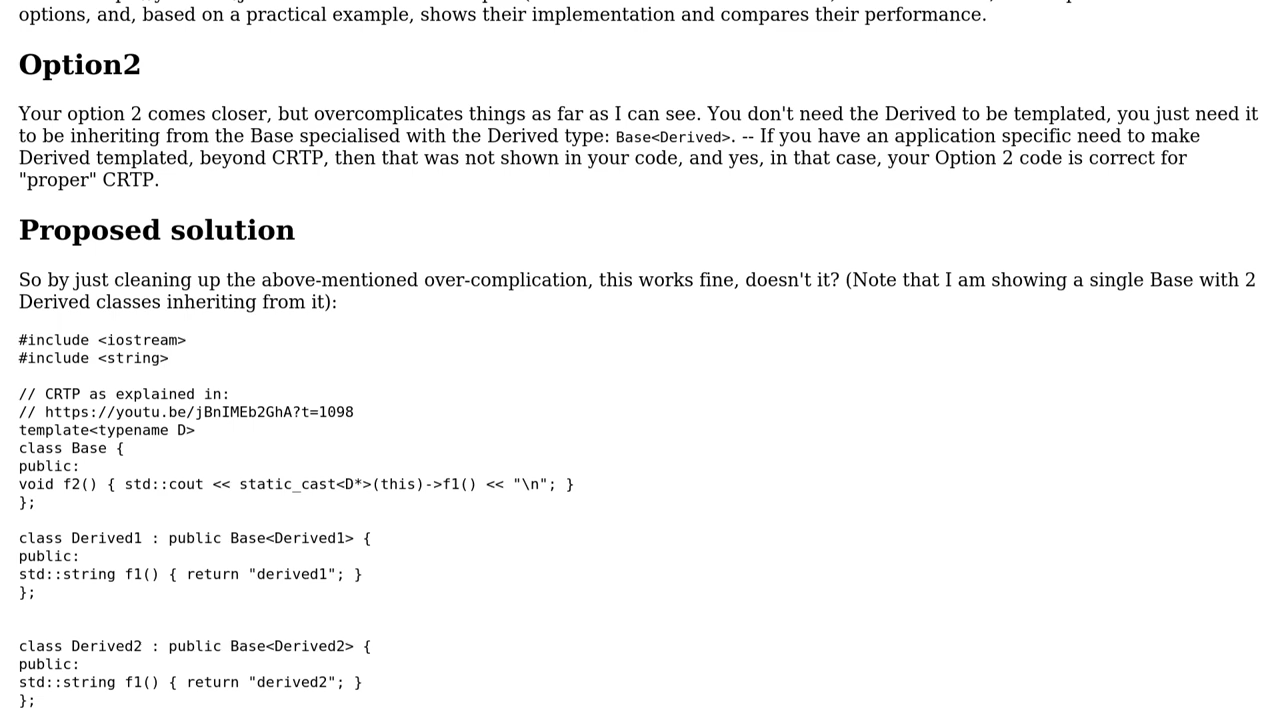 options, and, based on a practical example, shows their implementation and compares their performance.
Option2
Your option 2 comes closer, but overcomplicates things as far as I can see. You don't need the Derived to be templated, you just need it
to be inheriting from the Base specialised with the Derived type: Base<Derived>. -- If you have an application specific need to make
Derived templated, beyond CRTP, then that was not shown in your code, and yes, in that case, your Option 2 code is correct for
"proper" CRTP.
Proposed solution
So by just cleaning up the above-mentioned over-complication, this works fine, doesn't it? (Note that I am showing a single Base with 2
Derived classes inheriting from it):
#include <iostream>
#include <string>
// CRTP as explained in:
// https://youtu.be/jBnIMEb2GhA?t=1098
template<typename D>
class Base {
public:
void f2() { std::cout << static_cast<D*>(this)->f1() << "\n"; }
};
class Derived1 : public Base<Derived1> {
public:
std::string f1() { return "derived1"; }
};
class Derived2 : public Base<Derived2> {
public:
std::string f1() { return "derived2"; }
};